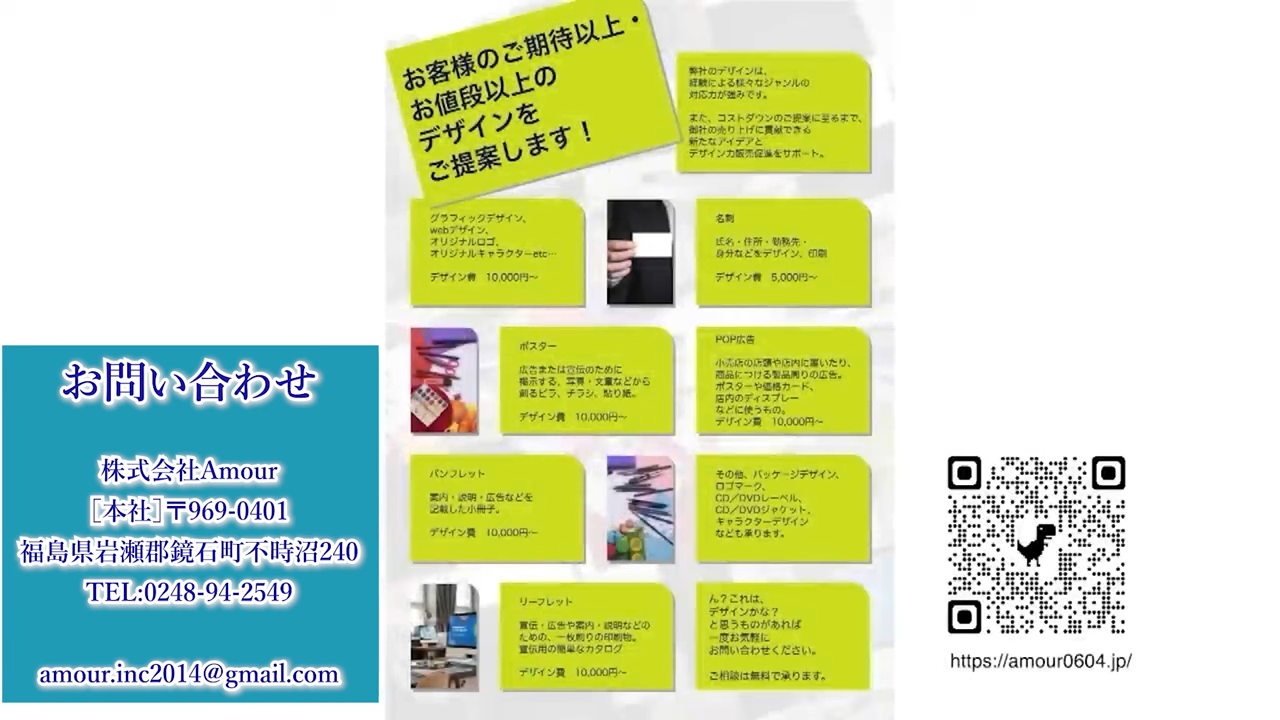 お客様のご期待以上・
お値段以上の
デザインを
ご提案します！
弊社のデザインは、
経験による様々なジャンルの
対応力が強みです。
また、コストダウンのご提案に至るまで、
御社の売り上げに貢献できる
新たなアイデアと
デザイン力販売促進をサポート。
グラフィックデザイン、
webデザイン、
オリジナルロゴ、
オリジナルキャラクターetc…
デザイン費　10,000円～
名刺
氏名・住所・勤務先・
身分などをデザイン、印刷
デザイン費　5,000円～
ポスター
広告または宣伝のために
掲示する、写真・文章などから
創るビラ、チラシ、貼り紙。
デザイン費　10,000円～
POP広告
小売店の店頭や店内に置いたり、
商品につける製品周りの広告。
ポスターや価格カード、
店内のディスプレー
などに使うもの。
デザイン費　10,000円～
パンフレット
案内・説明・広告などを
記載した小冊子。
デザイン費　10,000円～
その他、パッケージデザイン、
ロゴマーク、
CD／DVDレーベル、
CD／DVDジャケット、
キャラクターデザイン
なども承ります。
リーフレット
宣伝・広告や案内・説明などの
ための、一枚刷りの印刷物。
宣伝用の簡単なカタログ
デザイン費　10,000円～
ん？これは、
デザインかな？
と思うものがあれば
一度お気軽に
お問い合わせください。
ご相談は無料で承ります。
お問い合わせ
株式会社Amour
［本社］〒969-0401
福島県岩瀬郡鏡石町不時沼240
TEL:0248-94-2549
amour.inc2014@gmail.com
https://amour0604.jp/